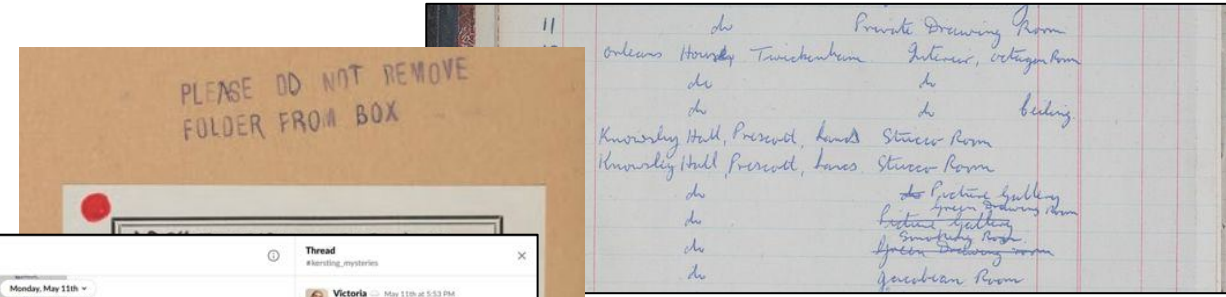 11 do Private Drawing Room
Orleans House, Twickenham Interior, Octagon Room
do do
do do Ceiling.
Knowsley Hall, Prescott, Lancs Stucco Room
Knowsley Hall, Prescott, Lancs. Stucco Room
do do Picture Gallery
do Green Drawing Room
Picture Gallery
do Smoking Room
Green Drawing room
do Jacobean Room
PLEASE DO NOT REMOVE
FOLDER FROM BOX
Thread
#kersting_mysteries
Monday, May 11th
Victoria May 11th at 5:53 PM